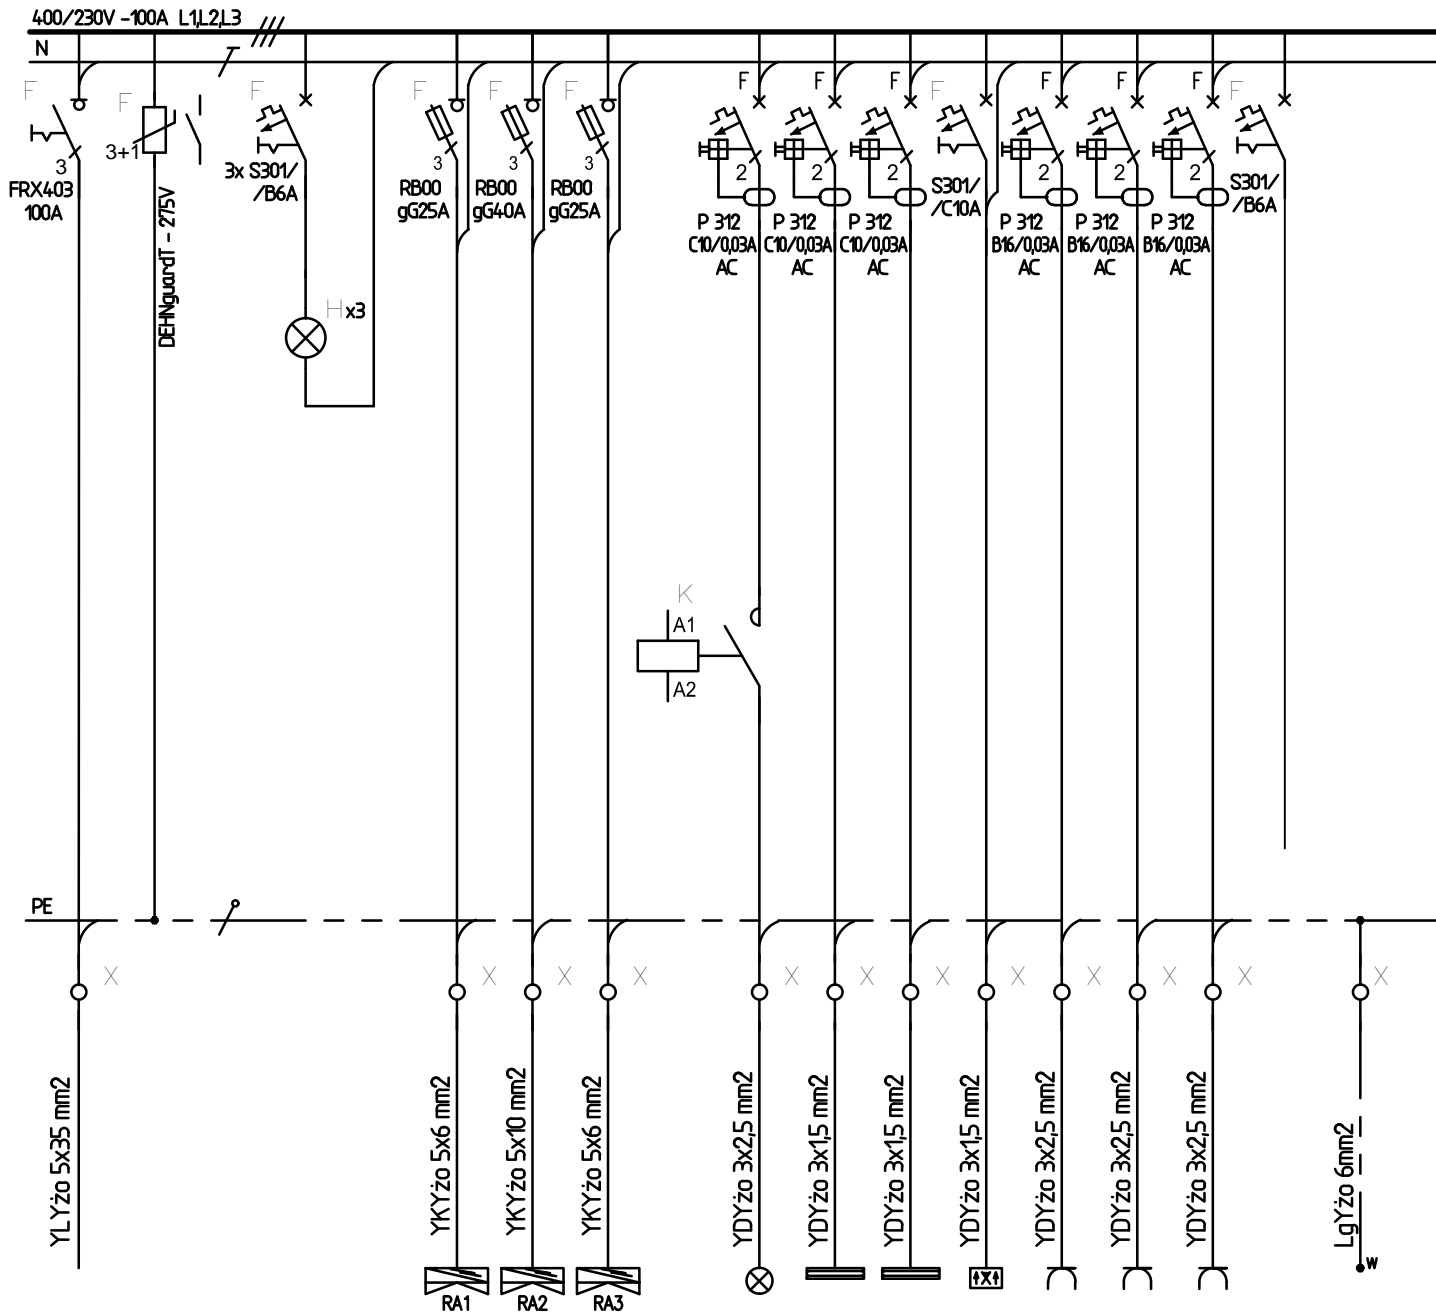 400/230V -100A L1,L2,L3
N
F
3
FRX403
100A
F
3+1
DEHNguardT - 275V
F
3x S301/
/B6A
H x3
F
3
RB00
gG25A
F
3
RB00
gG40A
F
3
RB00
gG25A
F
2
P 312
C10/0,03A
AC
F
2
P 312
C10/0,03A
AC
F
2
P 312
C10/0,03A
AC
F
S301/
/C10A
F
2
P 312
B16/0,03A
AC
F
2
P 312
B16/0,03A
AC
F
2
P 312
B16/0,03A
AC
F
S301/
/B6A
K
A1
A2
PE
X
X
X
X
X
X
X
X
X
X
X
X
YLYżo 5x35 mm2
YKYżo 5x6 mm2
YKYżo 5x10 mm2
YKYżo 5x6 mm2
YDYżo 3x2,5 mm2
YDYżo 3x1,5 mm2
YDYżo 3x1,5 mm2
YDYżo 3x1,5 mm2
YDYżo 3x2,5 mm2
YDYżo 3x2,5 mm2
YDYżo 3x2,5 mm2
LgYżo 6mm2
RA1
RA2
RA3
w